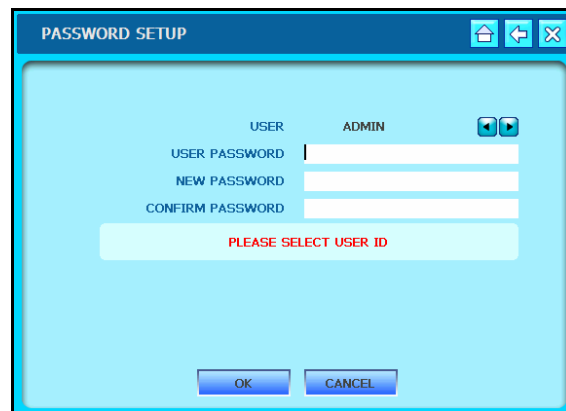 PASSWORD SETUP
USER ADMIN
USER PASSWORD
NEW PASSWORD
CONFIRM PASSWORD
PLEASE SELECT USER ID
OK CANCEL